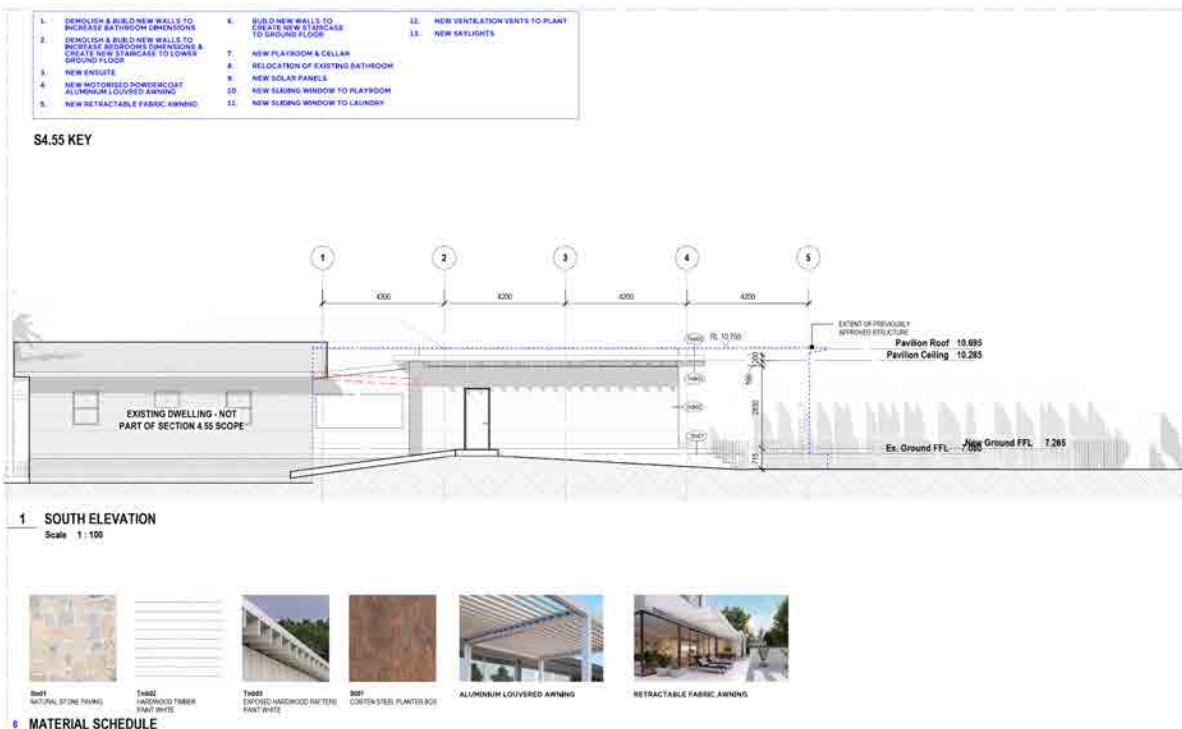 1. DEMOLISH & BUILD NEW WALLS TO
INCREASE BATHROOM DIMENSIONS
2. DEMOLISH & BUILD NEW WALLS TO
INCREASE BEDROOMS DIMENSIONS &
CREATE NEW STAIRCASE TO LOWER
GROUND FLOOR
3. NEW ENSUITE
4. NEW MOTORISED POWDERCOAT
ALUMINIUM LOUVRED AWNING
5. NEW RETRACTABLE FABRIC AWNING
6. BUILD NEW WALLS TO
CREATE NEW STAIRCASE
TO GROUND FLOOR
7. NEW PLAYROOM & CELLAR
8. RELOCATION OF EXISTING BATHROOM
9. NEW SOLAR PANELS
10. NEW SLIDING WINDOW TO PLAYROOM
11. NEW SLIDING WINDOW TO LAUNDRY
12. NEW VENTILATION VENTS TO PLANT
13. NEW SKYLIGHTS
S4.55 KEY
1 2 3 4 5
4200 4200 4200 4200
EXTENT OF PREVIOUSLY
APPROVED STRUCTURE
RL 10.750
Pavilion Roof 10.695
Pavilion Ceiling 10.285
EXISTING DWELLING - NOT
PART OF SECTION 4.55 SCOPE
New Ground FFL 7.265
Ex. Ground FFL
715
1 SOUTH ELEVATION
Scale 1 : 100
NATURAL STONE PAVING
Tmb02
HARDWOOD TIMBER
PAINT WHITE
Tmb03
EXPOSED HARDWOOD RAFTERS
PAINT WHITE
CORTEN STEEL PLANTER BOX
ALUMINIUM LOUVERED AWNING
RETRACTABLE FABRIC AWNING
6 MATERIAL SCHEDULE